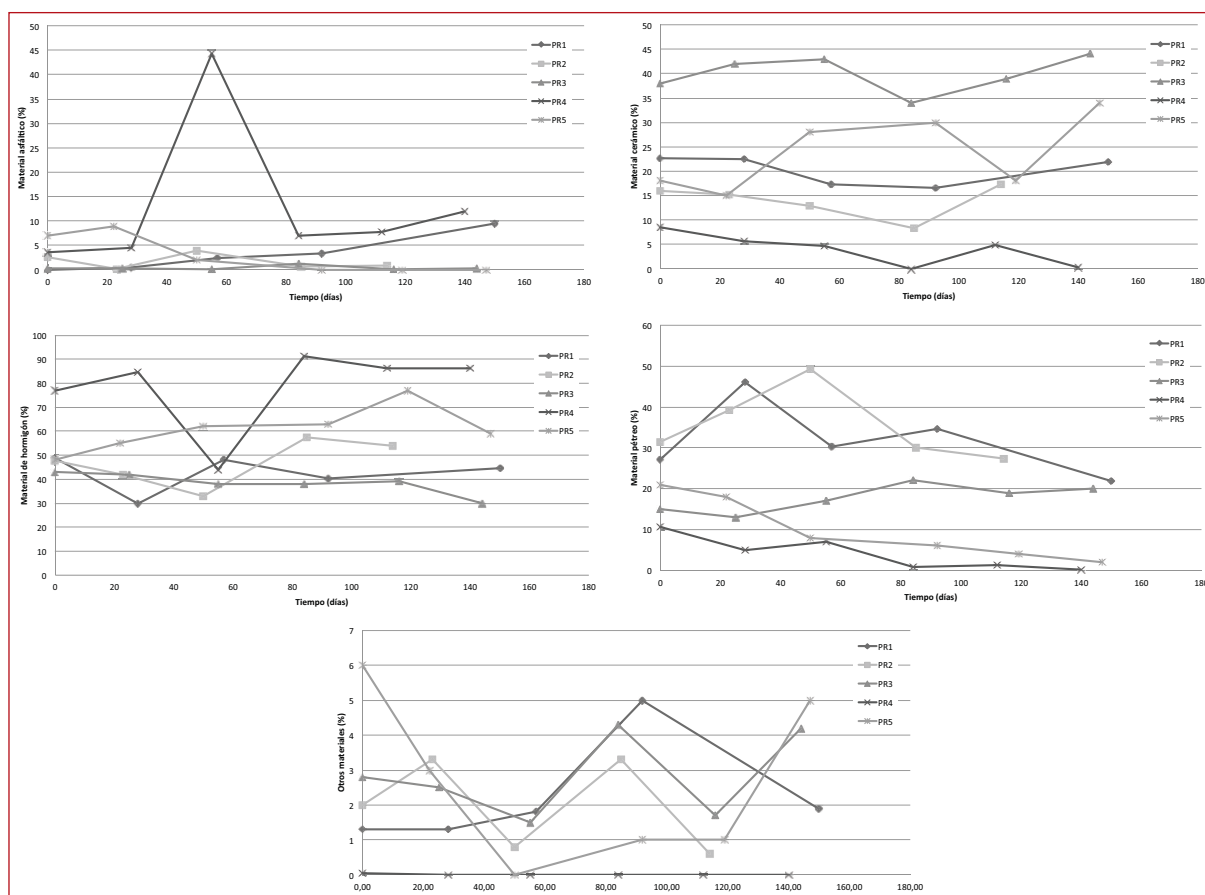 50
45
40
35
30
25
20
15
10
5
0
Material asfáltico (%)
0 20 40 60 80 100 120 140 160 180
Tiempo (días)
PR1
PR2
PR3
PR4
PR5
50
45
40
35
30
25
20
15
10
5
0
Material cerámico (%)
0 20 40 60 80 100 120 140 160 180
Tiempo (días)
PR1
PR2
PR3
PR4
PR5
100
90
80
70
60
50
40
30
20
10
0
Material de hormigón (%)
0 20 40 60 80 100 120 140 160 180
Tiempo (días)
PR1
PR2
PR3
PR4
PR5
60
50
40
30
20
10
0
Material pétreo (%)
0 20 40 60 80 100 120 140 160 180
Tiempo (días)
PR1
PR2
PR3
PR4
PR5
7
6
5
4
3
2
1
0
Otros materiales (%)
0,00 20,00 40,00 60,00 80,00 100,00 120,00 140,00 160,00 180,00
PR1
PR2
PR3
PR4
PR5